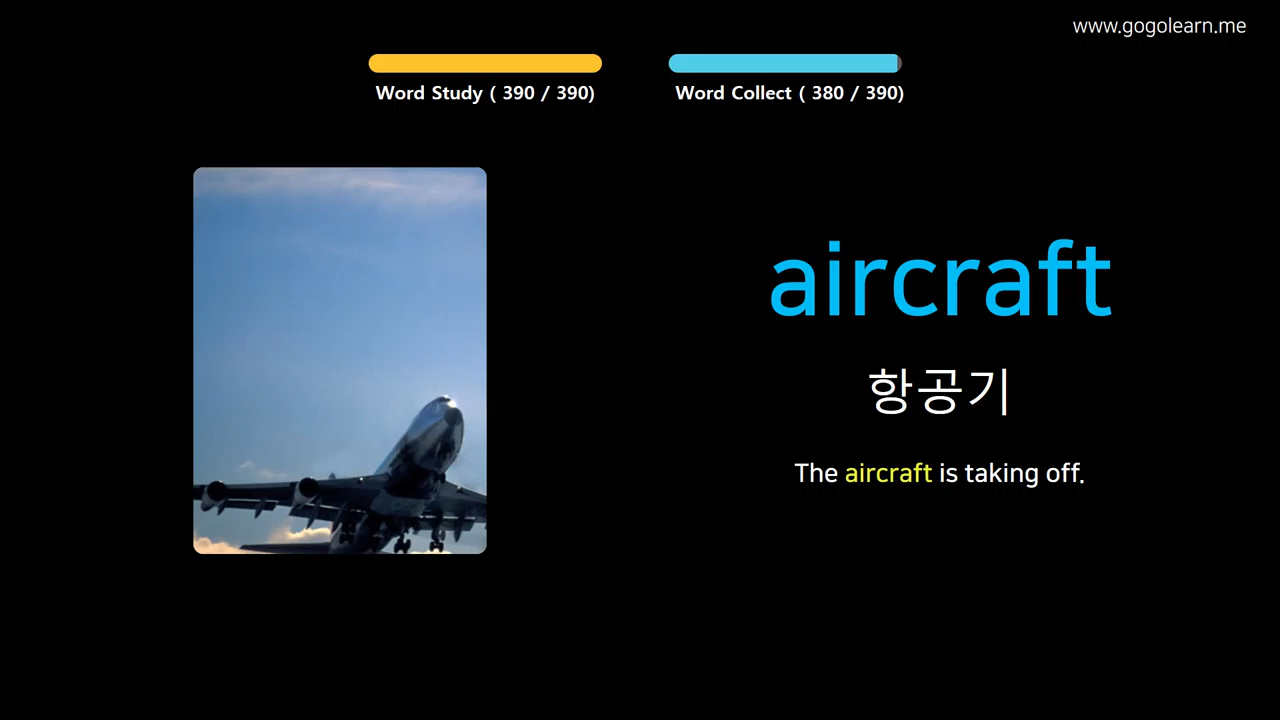 www.gogolearn.me
Word Study ( 390 / 390)
Word Collect ( 380 / 390)
aircraft
항공기
The aircraft is taking off.